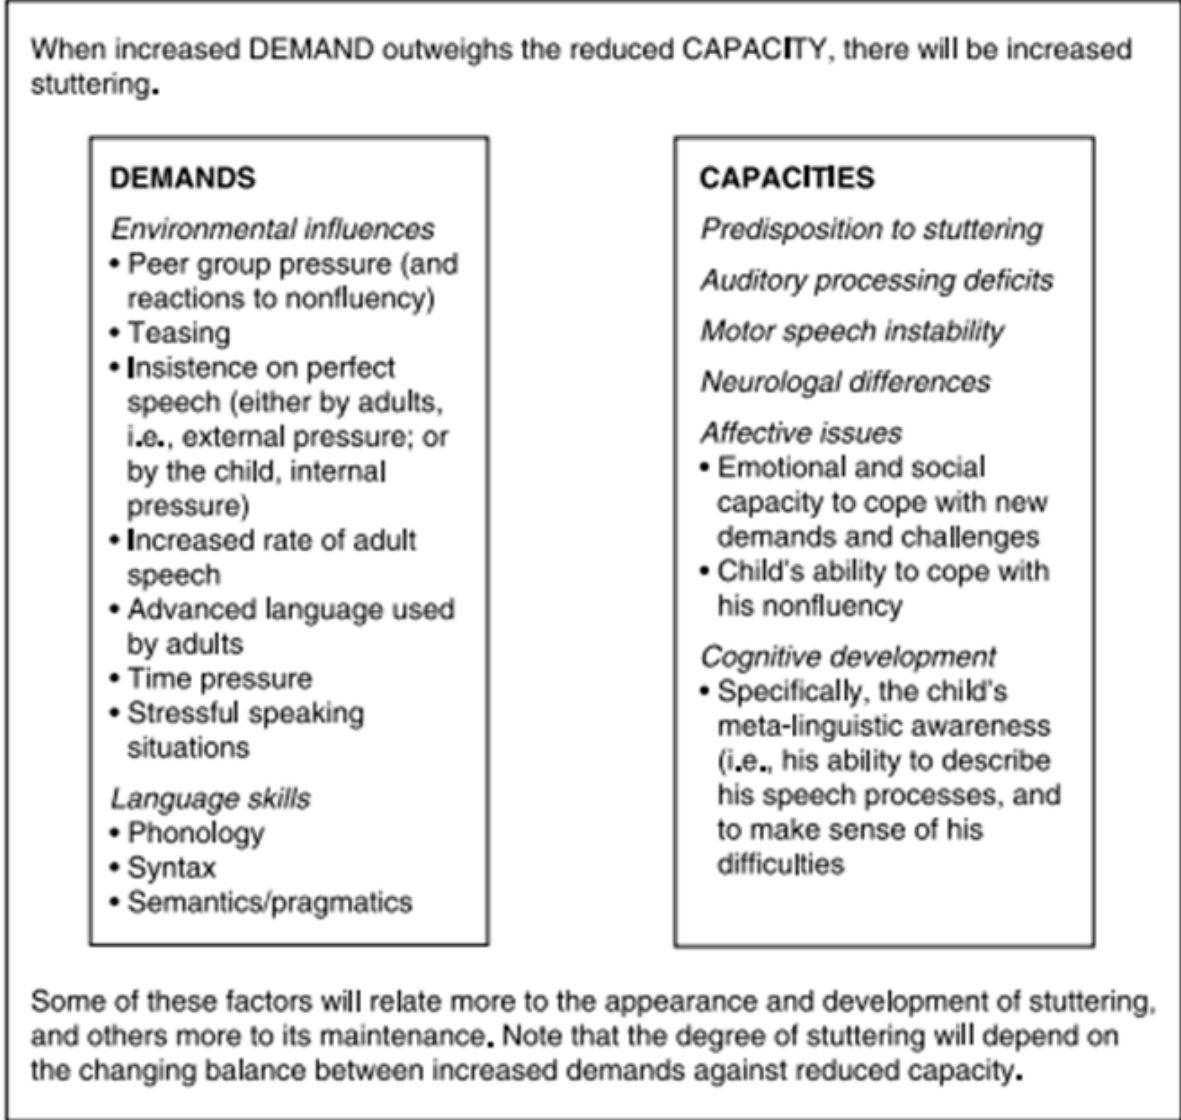 When increased DEMAND outweighs the reduced CAPACITY, there will be increased
stuttering.
DEMANDS
Environmental influences
• Peer group pressure (and
reactions to nonfluency)
• Teasing
• Insistence on perfect
speech (either by adults,
i.e., external pressure; or
by the child, internal
pressure)
• Increased rate of adult
speech
• Advanced language used
by adults
• Time pressure
• Stressful speaking
situations
Language skills
• Phonology
• Syntax
• Semantics/pragmatics
CAPACITIES
Predisposition to stuttering
Auditory processing deficits
Motor speech instability
Neurologal differences
Affective issues
• Emotional and social
capacity to cope with new
demands and challenges
• Child's ability to cope with
his nonfluency
Cognitive development
• Specifically, the child's
meta-linguistic awareness
(i.e., his ability to describe
his speech processes, and
to make sense of his
difficulties
Some of these factors will relate more to the appearance and development of stuttering,
and others more to its maintenance. Note that the degree of stuttering will depend on
the changing balance between increased demands against reduced capacity.